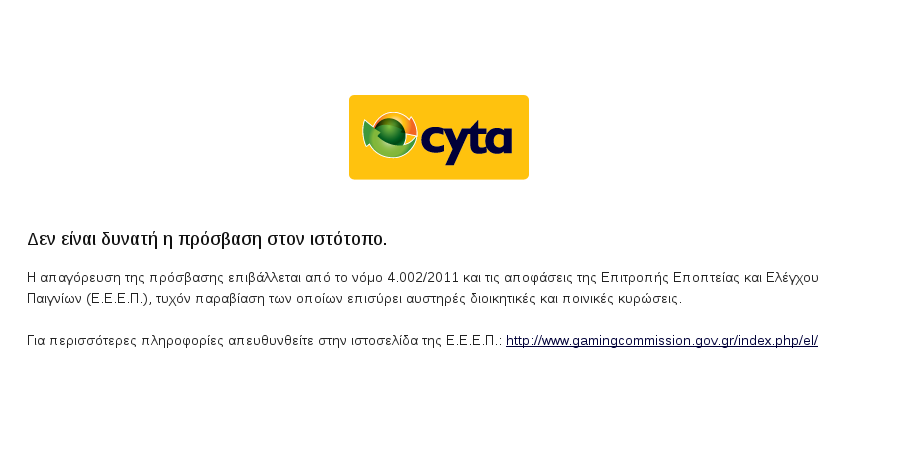 cyta
Δεν είναι δυνατή η πρόσβαση στον ιστότοπο.
Η απαγόρευση της πρόσβασης επιβάλλεται από το νόμο 4.002/2011 και τις αποφάσεις της Επιτροπής Εποπτείας και Ελέγχου
Παιγνίων (Ε.Ε.Ε.Π.), τυχόν παραβίαση των οποίων επισύρει αυστηρές διοικητικές και ποινικές κυρώσεις.
Για περισσότερες πληροφορίες απευθυνθείτε στην ιστοσελίδα της Ε.Ε.Ε.Π.: http://www.gamingcommission.gov.gr/index.php/el/